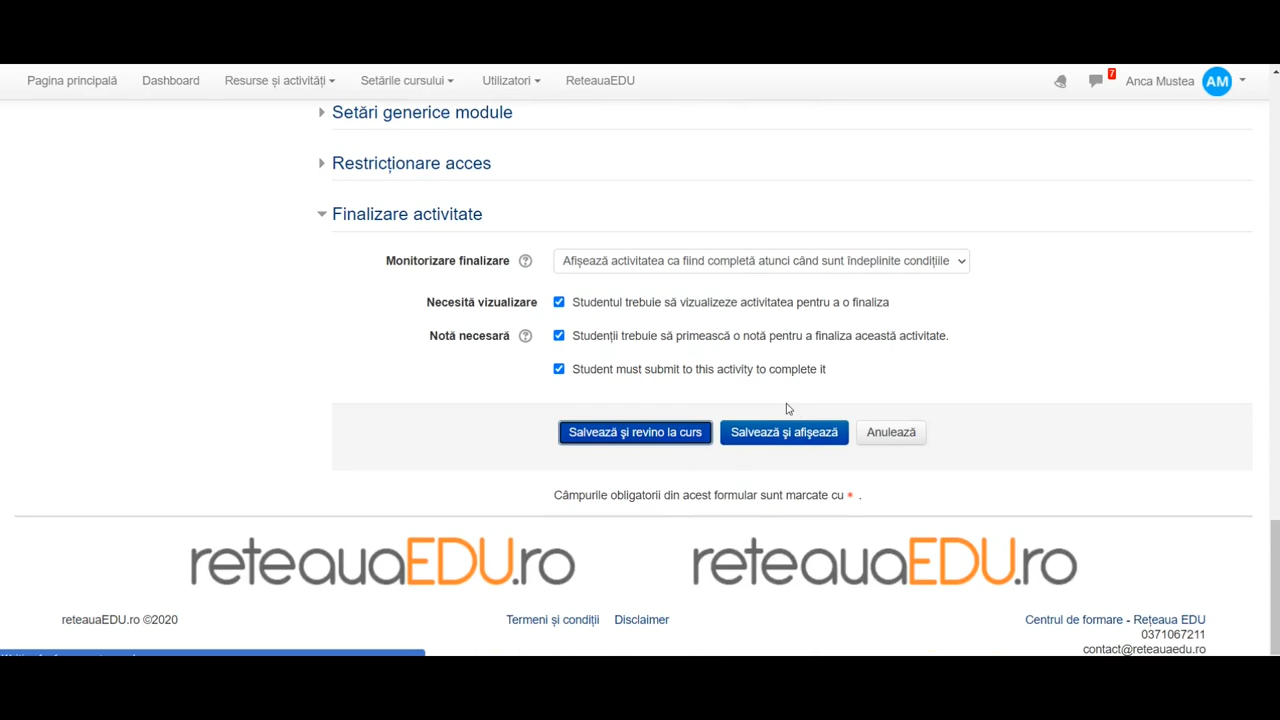 Pagina principală Dashboard Resurse și activități Setările cursului Utilizatori ReteauaEDU 7 Anca Mustea AM
Setări generice module
Restricționare acces
Finalizare activitate
Monitorizare finalizare ? Afișează activitatea ca fiind completă atunci când sunt îndeplinite condițiile
Necesită vizualizare Studentul trebuie să vizualizeze activitatea pentru a o finaliza
Notă necesară ? Studenții trebuie să primească o notă pentru a finaliza această activitate.
Student must submit to this activity to complete it
Salvează şi revino la curs Salvează şi afişează Anulează
Câmpurile obligatorii din acest formular sunt marcate cu * .
reteauaEDU.ro reteauaEDU.ro
reteauaEDU.ro ©2020 Termeni și condiții Disclaimer Centrul de formare - Rețeaua EDU
0371067211
contact@reteauaedu.ro